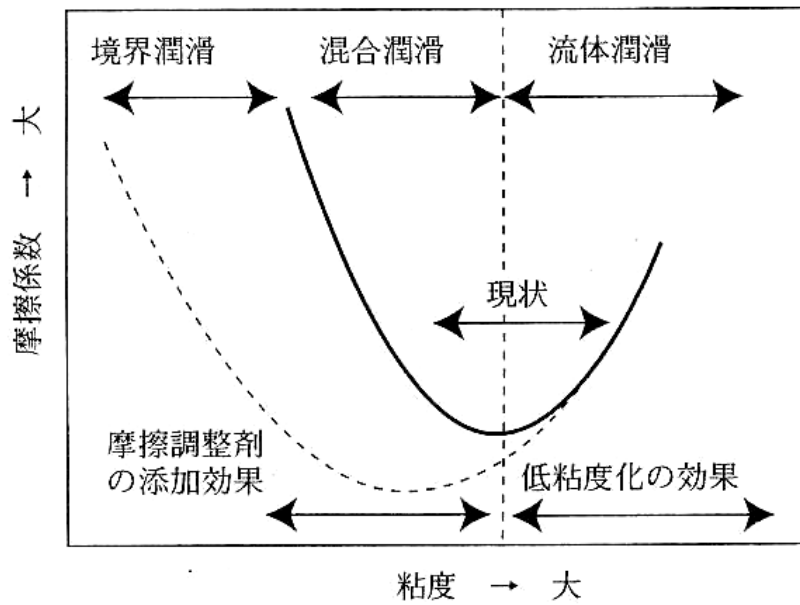 境界潤滑
混合潤滑
流体潤滑
摩擦係数 → 大
現状
摩擦調整剤
の添加効果
低粘度化の効果
粘度 → 大